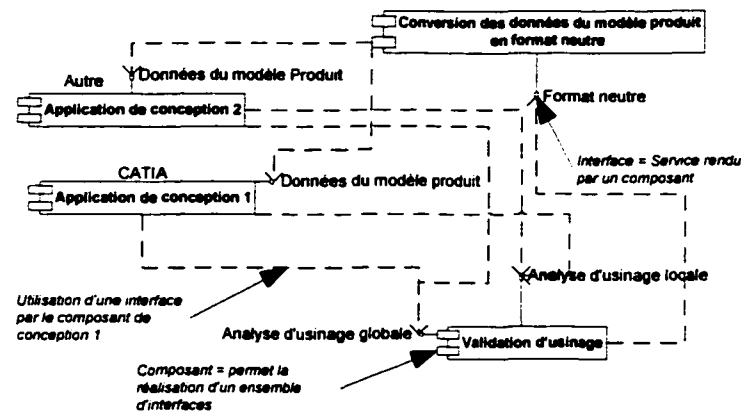 Conversion des données du modèle produit
en format neutre
Données du modèle Produit
Autre
Application de conception 2
Format neutre
Interface = Service rendu
par un composant
CATIA
Données du modèle produit
Application de conception 1
Analyse d'usinage locale
Utilisation d'une interface
par le composant de
conception 1
Analyse d'usinage globale
Validation d'usinage
Composant = permet la
réalisation d'un ensemble
d'interfaces